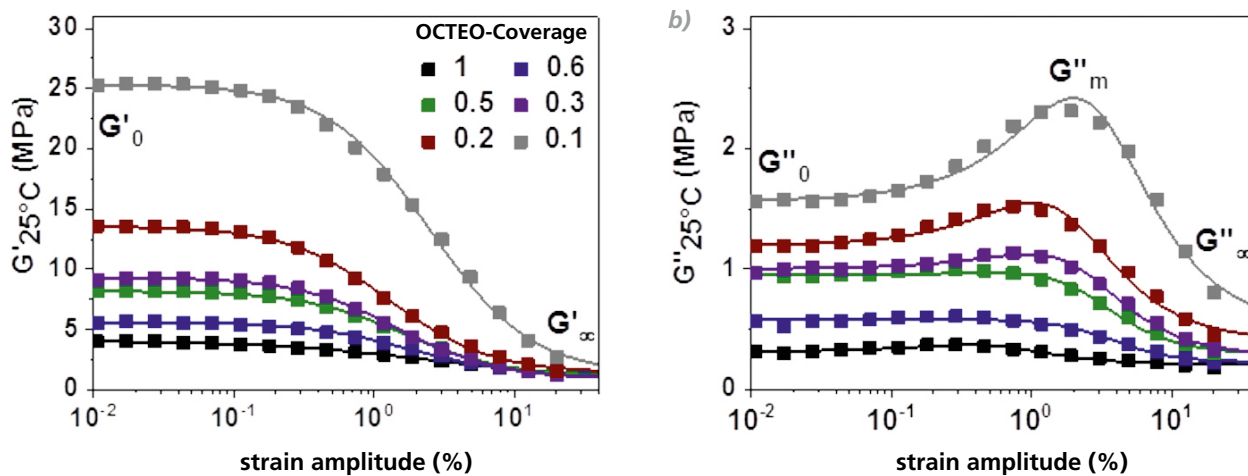 b)
OCTEO-Coverage
1 0.6
0.5 0.3
0.2 0.1
G'25°C (MPa)
30
25
20
15
10
5
0
G'0
G'∞
10-2 10-1 100 101
strain amplitude (%)
G"25°C (MPa)
3
2
1
0
G"m
G"0
G"∞
10-2 10-1 100 101
strain amplitude (%)